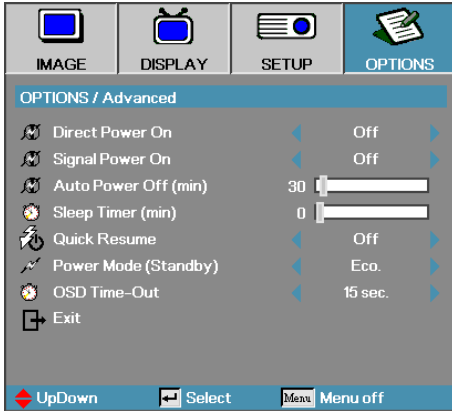 IMAGE DISPLAY SETUP OPTIONS
OPTIONS / Advanced
Direct Power On Off
Signal Power On Off
Auto Power Off (min) 30
Sleep Timer (min) 0
Quick Resume Off
Power Mode (Standby) Eco.
OSD Time-Out 15 sec.
Exit
UpDown Select Menu Menu off